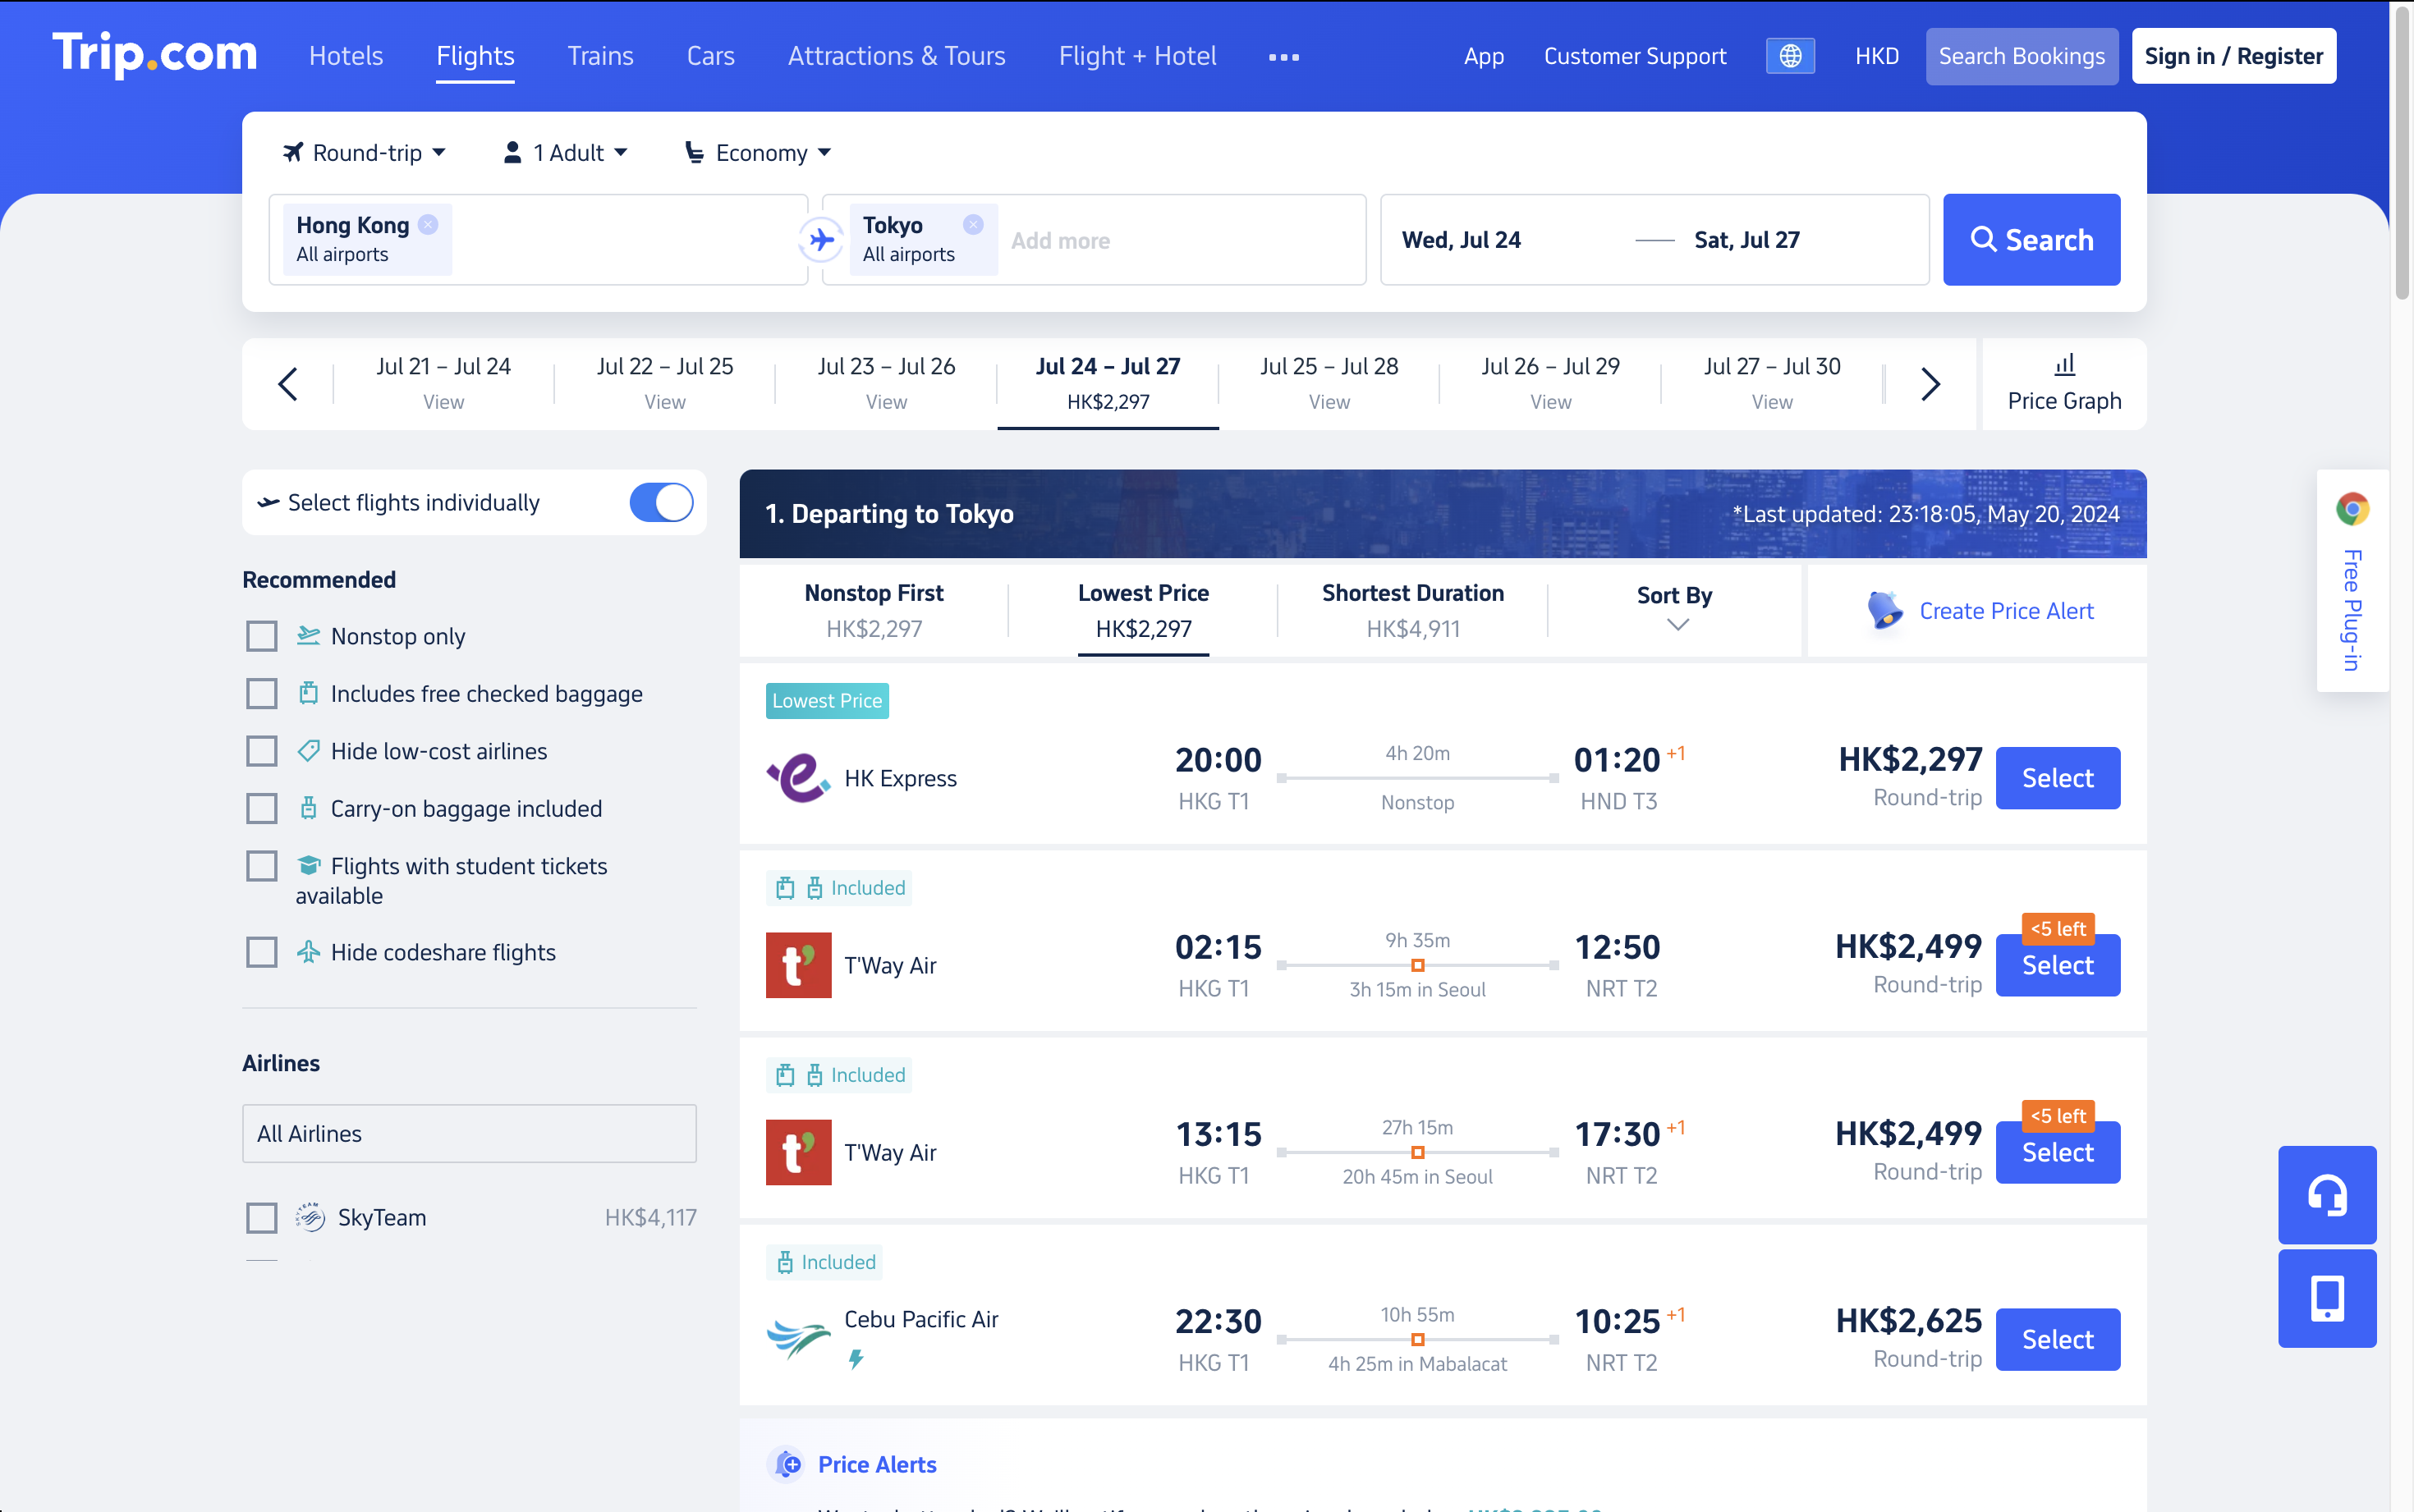 Trip.com
Hotels
Flights
Trains
Cars
Attractions & Tours
Flight + Hotel
App
Customer Support
HKD
Search Bookings
Sign in / Register
Round-trip
1 Adult
Economy
Hong Kong
All airports
Tokyo
All airports
Add more
Wed, Jul 24
Sat, Jul 27
Search
Jul 21 – Jul 24
View
Jul 22 – Jul 25
View
Jul 23 – Jul 26
View
Jul 24 – Jul 27
HK$2,297
Jul 25 – Jul 28
View
Jul 26 – Jul 29
View
Jul 27 – Jul 30
View
Price Graph
Select flights individually
Recommended
Nonstop only
Includes free checked baggage
Hide low-cost airlines
Carry-on baggage included
Flights with student tickets
available
Hide codeshare flights
Airlines
All Airlines
SkyTeam
HK$4,117
1. Departing to Tokyo
*Last updated: 23:18:05, May 20, 2024
Nonstop First
HK$2,297
Lowest Price
HK$2,297
Shortest Duration
HK$4,911
Sort By
Create Price Alert
Lowest Price
HK Express
20:00
HKG T1
4h 20m
Nonstop
01:20 +1
HND T3
HK$2,297
Round-trip
Select
Included
T'Way Air
02:15
HKG T1
9h 35m
3h 15m in Seoul
12:50
NRT T2
HK$2,499
Round-trip
<5 left
Select
Included
T'Way Air
13:15
HKG T1
27h 15m
20h 45m in Seoul
17:30 +1
NRT T2
HK$2,499
Round-trip
<5 left
Select
Included
Cebu Pacific Air
22:30
HKG T1
10h 55m
4h 25m in Mabalacat
10:25 +1
NRT T2
HK$2,625
Round-trip
Select
Price Alerts
Free Plug-in